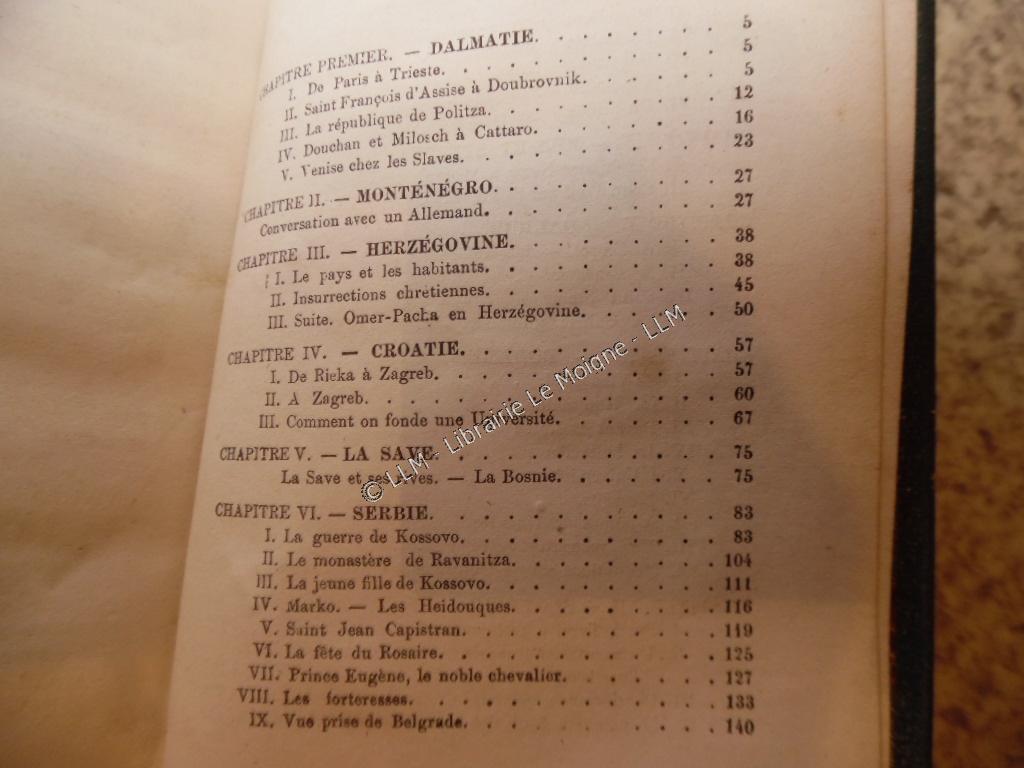 CHAPITRE PREMIER. — DALMATIE. . . . . . . . 5
I. De Paris à Trieste. . . . . . . . . . . 5
II. Saint François d'Assise à Doubrovnik. . . . . . 5
III. La république de Politza. . . . . . . . . 12
IV. Douchan et Milosch à Cattaro. . . . . . . . 16
V. Venise chez les Slaves. . . . . . . . . . 23
CHAPITRE II. — MONTÉNÉGRO. . . . . . . . . 27
Conversation avec un Allemand. . . . . . . . . 27
CHAPITRE III. — HERZÉGOVINE. . . . . . . . . 38
I. Le pays et les habitants. . . . . . . . . 38
II. Insurrections chrétiennes. . . . . . . . . 45
III. Suite. Omer-Pacha en Herzégovine. . . . . . 50
CHAPITRE IV. — CROATIE. . . . . . . . . . 57
I. De Rieka à Zagreb. . . . . . . . . . . 57
II. A Zagreb. . . . . . . . . . . . . 60
III. Comment on fonde une Université. . . . . . . 67
CHAPITRE V. — LA SAVE. . . . . . . . . . . 75
La Save et ses rives. — La Bosnie. . . . . . . 75
CHAPITRE VI. — SERBIE. . . . . . . . . . . 83
I. La guerre de Kossovo. . . . . . . . . . 83
II. Le monastère de Ravanitza. . . . . . . . . 104
III. La jeune fille de Kossovo. . . . . . . . . 111
IV. Marko. — Les Heidouques. . . . . . . . . 116
V. Saint Jean Capistran. . . . . . . . . . 119
VI. La fête du Rosaire. . . . . . . . . . . 125
VII. Prince Eugène, le noble chevalier. . . . . . . 127
VIII. Les forteresses. . . . . . . . . . . . 133
IX. Vue prise de Belgrade. . . . . . . . . . 140
© LLM - Librairie Le Moigne - LLM